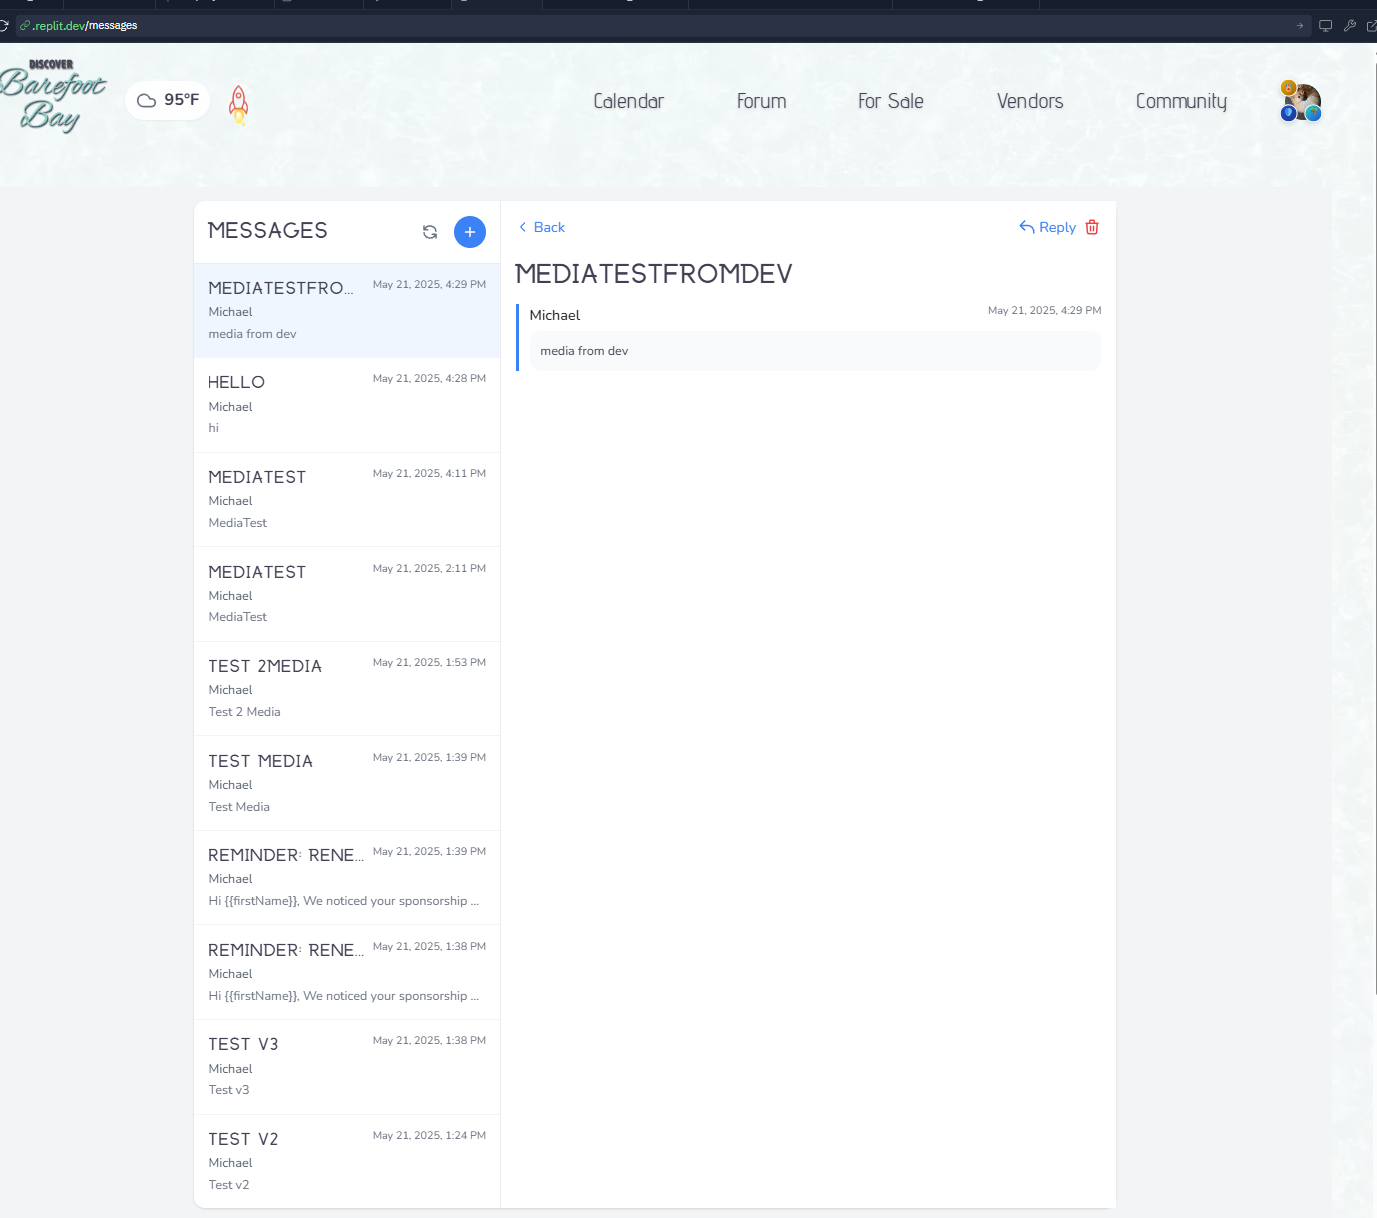 .replit.dev/messages
DISCOVER
Barefoot
Bay
95°F
Calendar
Forum
For Sale
Vendors
Community
MESSAGES
MEDIATESTFRO...
May 21, 2025, 4:29 PM
Michael
media from dev
HELLO
May 21, 2025, 4:28 PM
Michael
hi
MEDIATEST
May 21, 2025, 4:11 PM
Michael
MediaTest
MEDIATEST
May 21, 2025, 2:11 PM
Michael
MediaTest
TEST 2MEDIA
May 21, 2025, 1:53 PM
Michael
Test 2 Media
TEST MEDIA
May 21, 2025, 1:39 PM
Michael
Test Media
REMINDER: RENE...
May 21, 2025, 1:39 PM
Michael
Hi {{firstName}}, We noticed your sponsorship ...
REMINDER: RENE...
May 21, 2025, 1:38 PM
Michael
Hi {{firstName}}, We noticed your sponsorship ...
TEST V3
May 21, 2025, 1:38 PM
Michael
Test v3
TEST V2
May 21, 2025, 1:24 PM
Michael
Test v2
Back
Reply
MEDIATESTFROMDEV
Michael
May 21, 2025, 4:29 PM
media from dev